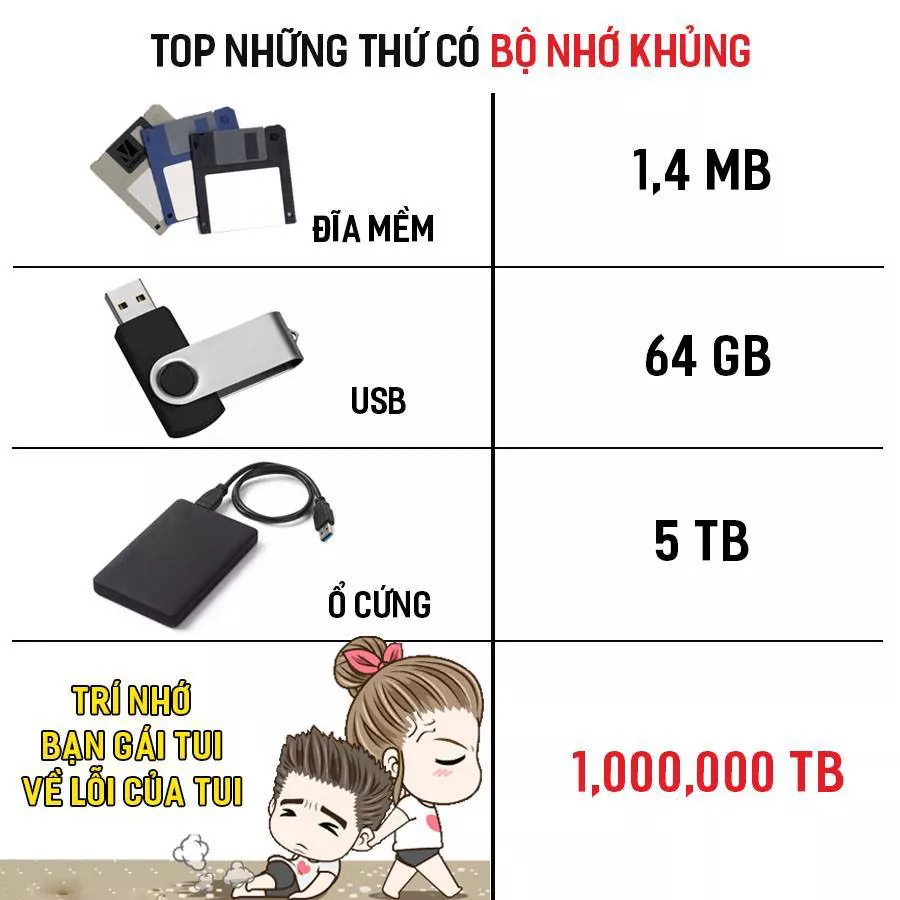 TOP NHỮNG THỨ CÓ BỘ NHỚ KHỦNG
ĐĨA MỀM
1,4 MB
USB
64 GB
Ổ CỨNG
5 TB
TRÍ NHỚ
BẠN GÁI TUI
VỀ LỖI CỦA TUI
1,000,000 TB